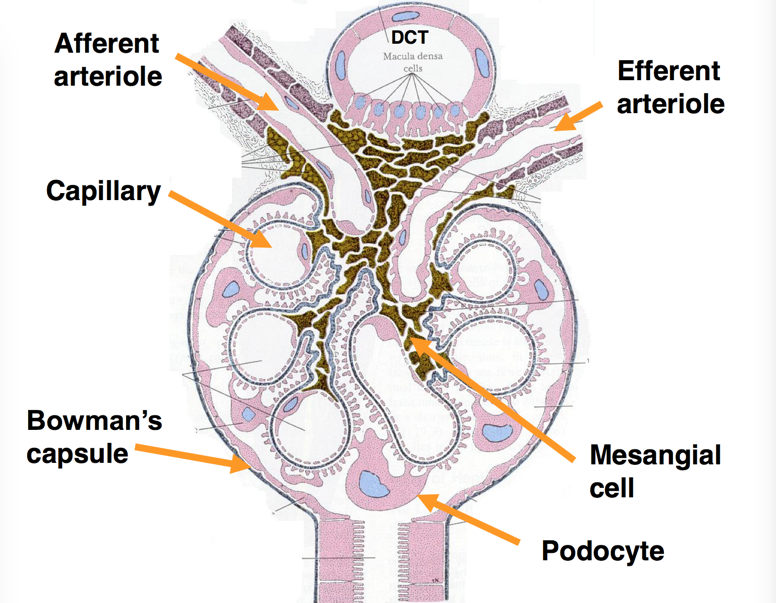 DCT
Macula densa
cells
Afferent
arteriole
Efferent
arteriole
Capillary
Bowman's
capsule
Mesangial
cell
Podocyte